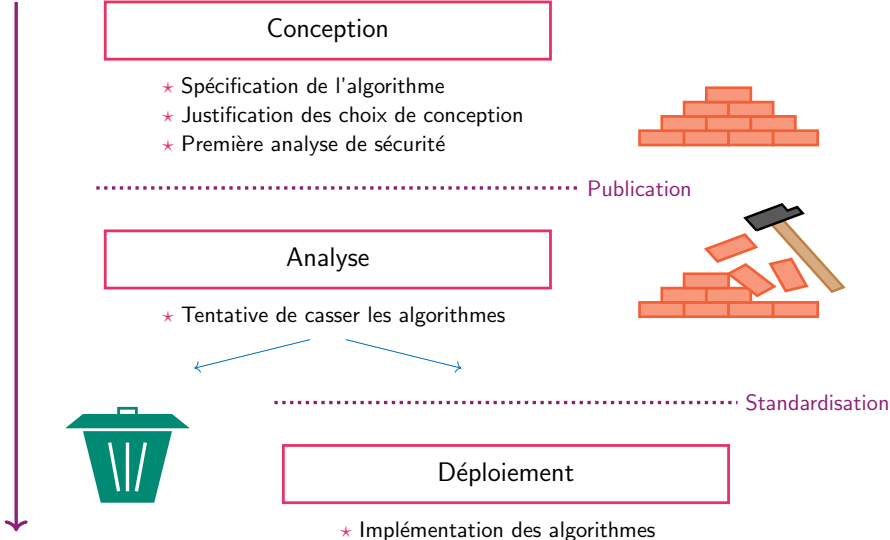 Conception
⋆ Spécification de l'algorithme
⋆ Justification des choix de conception
⋆ Première analyse de sécurité
Publication
Analyse
⋆ Tentative de casser les algorithmes
Standardisation
Déploiement
⋆ Implémentation des algorithmes